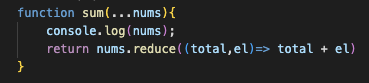 function sum(...nums){
    console.log(nums);
    return nums.reduce((total,el)=> total + el)
}